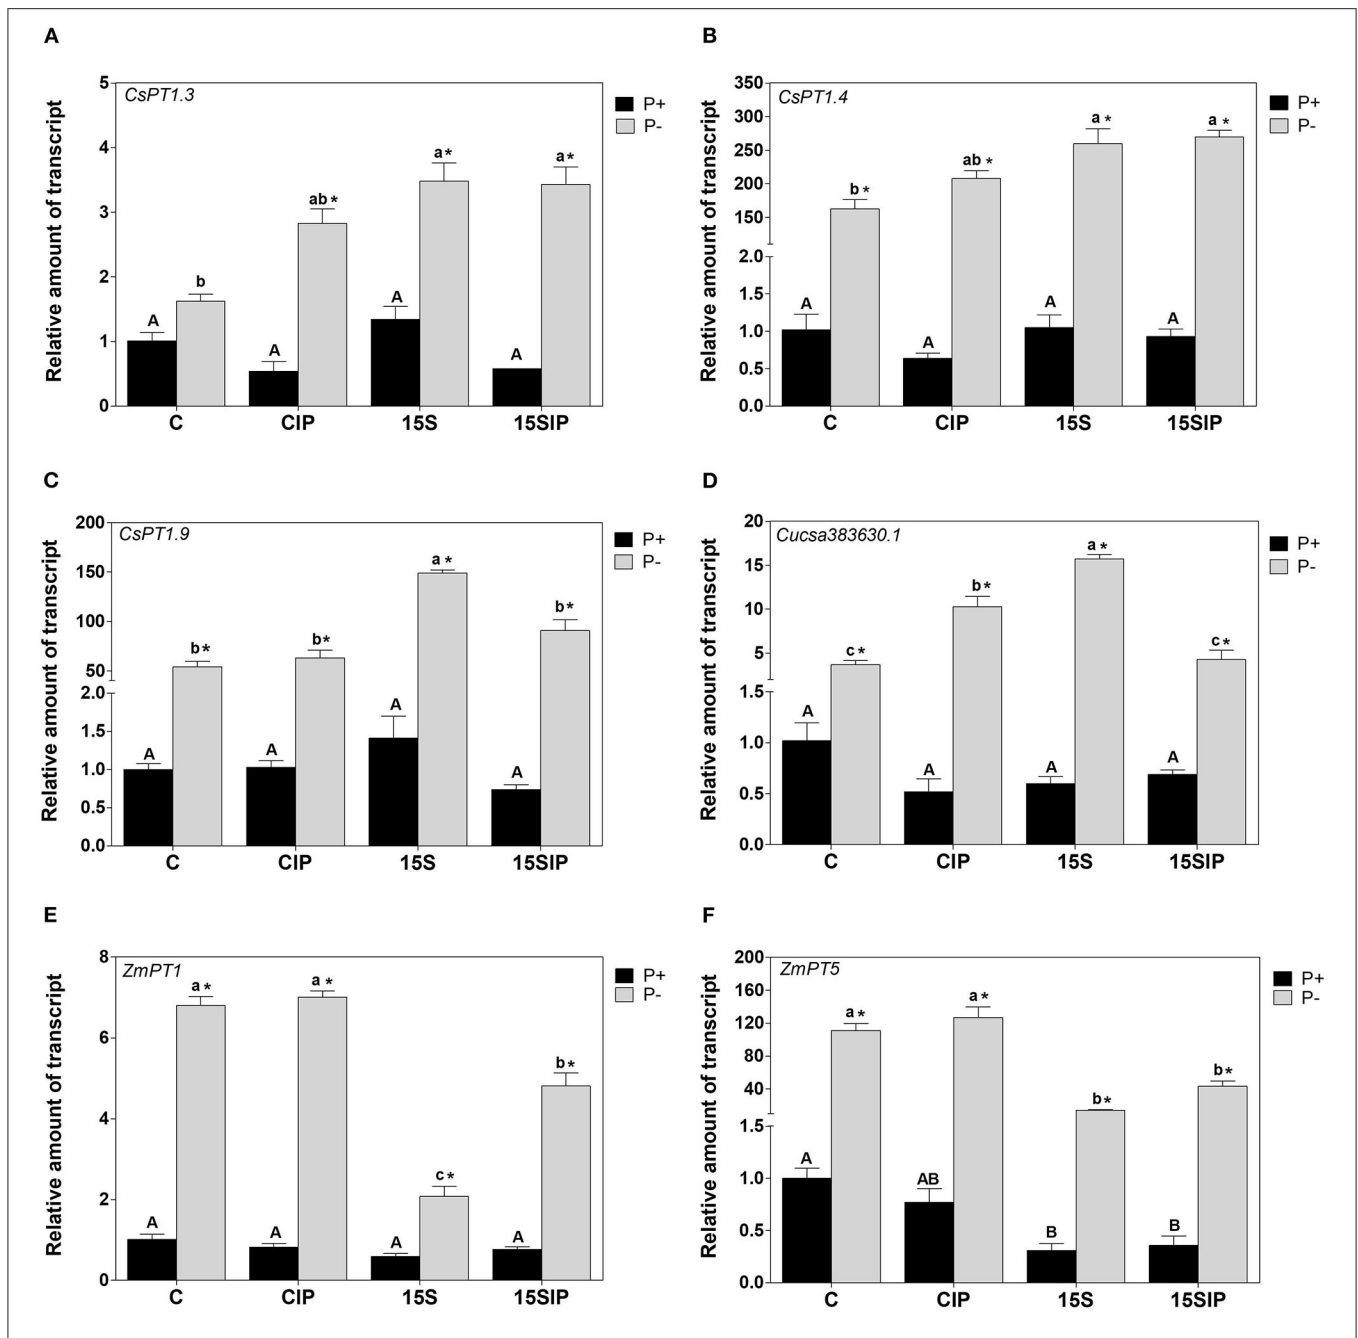 A
Relative amount of transcript
CsPT1.3
P+
P-
5
4
3
2
1
0
A
b
A
ab *
A
a *
A
a *
C
CIP
15S
15SIP
B
Relative amount of transcript
CsPT1.4
P+
P-
350
300
250
200
150
2.0
1.5
1.0
0.5
0.0
A
b *
A
ab *
A
a *
A
a *
C
CIP
15S
15SIP
C
Relative amount of transcript
CsPT1.9
P+
P-
200
150
100
50
2.0
1.5
1.0
0.5
0.0
A
b *
A
b *
A
a *
A
b *
C
CIP
15S
15SIP
D
Relative amount of transcript
Cucsa383630.1
P+
P-
20
15
10
5
1.5
1.0
0.5
0.0
A
c *
A
b *
A
a *
A
c *
C
CIP
15S
15SIP
E
Relative amount of transcript
ZmPT1
P+
P-
8
6
4
2
0
A
a *
A
a *
A
c *
A
b *
C
CIP
15S
15SIP
F
Relative amount of transcript
ZmPT5
P+
P-
200
160
120
80
40
1.5
1.0
0.5
0.0
A
a *
AB
a *
B
b *
B
b *
C
CIP
15S
15SIP